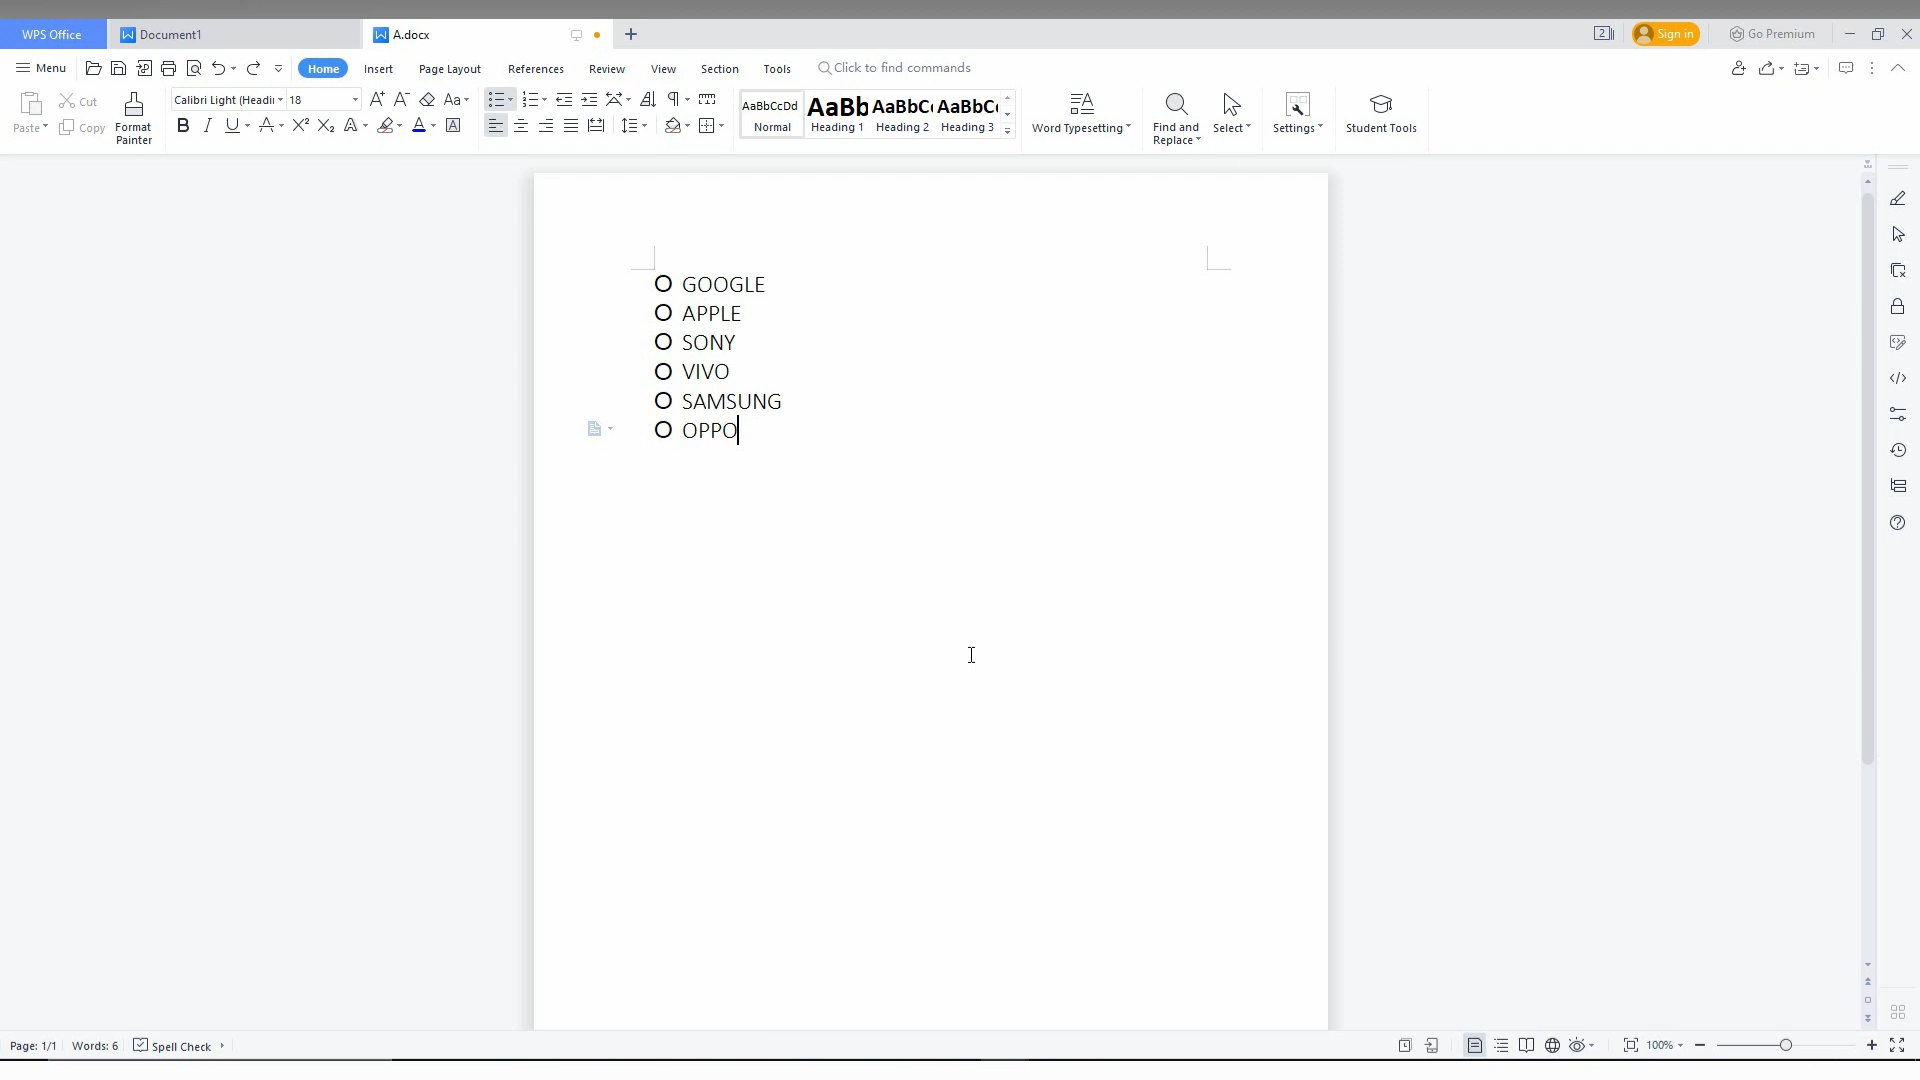 WPS Office
Document1
A.docx
2
Sign in
Go Premium
Menu
Home
Insert
Page Layout
References
Review
View
Section
Tools
Click to find commands
Paste
Cut
Copy
Format
Painter
Calibri Light (Headi
18
AaBbCcDd
Normal
AaBb
Heading 1
AaBbC
Heading 2
AaBbC
Heading 3
Word Typesetting
Find and
Replace
Select
Settings
Student Tools
GOOGLE
APPLE
SONY
VIVO
SAMSUNG
OPPO
Page: 1/1
Words: 6
Spell Check
100%